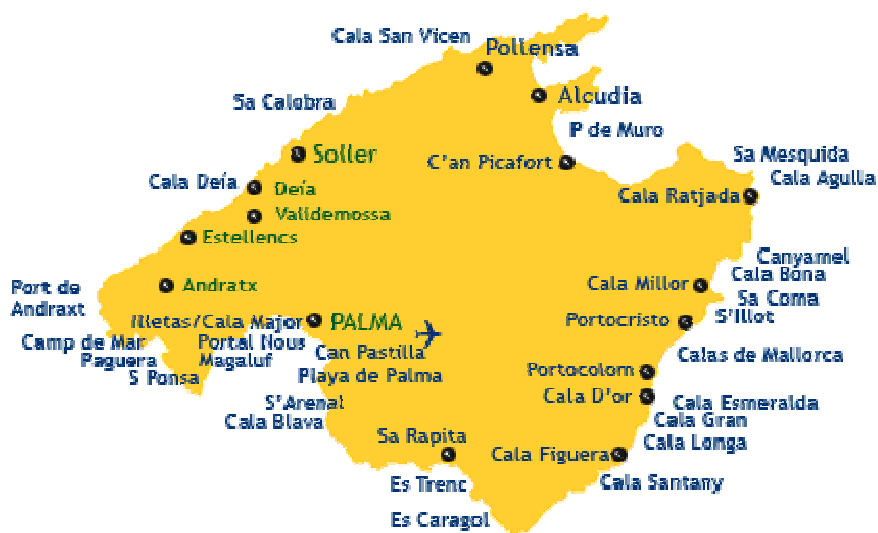 Cala San Vicen
Pollensa
Sa Calobra
Alcudia
P de Muro
Soller
C'an Picafort
Sa Mesquida
Cala Deía
Deía
Cala Agulla
Cala Ratjada
Valldemossa
Estellencs
Canyamel
Port de
Andraxt
Andratx
Cala Millor
Cala Bona
Sa Coma
Illetas/Cala Major
PALMA
Portocristo
S'Illot
Camp de Mar
Portal Nous
Can Pastilla
Calas de Mallorca
Paguera
Magaluf
S Ponsa
Playa de Palma
Portocolom
S'Arenal
Cala D'or
Cala Esmeralda
Cala Blava
Cala Gran
Sa Rapita
Cala Longa
Cala Figuera
Es Trenc
Cala Santany
Es Caragol